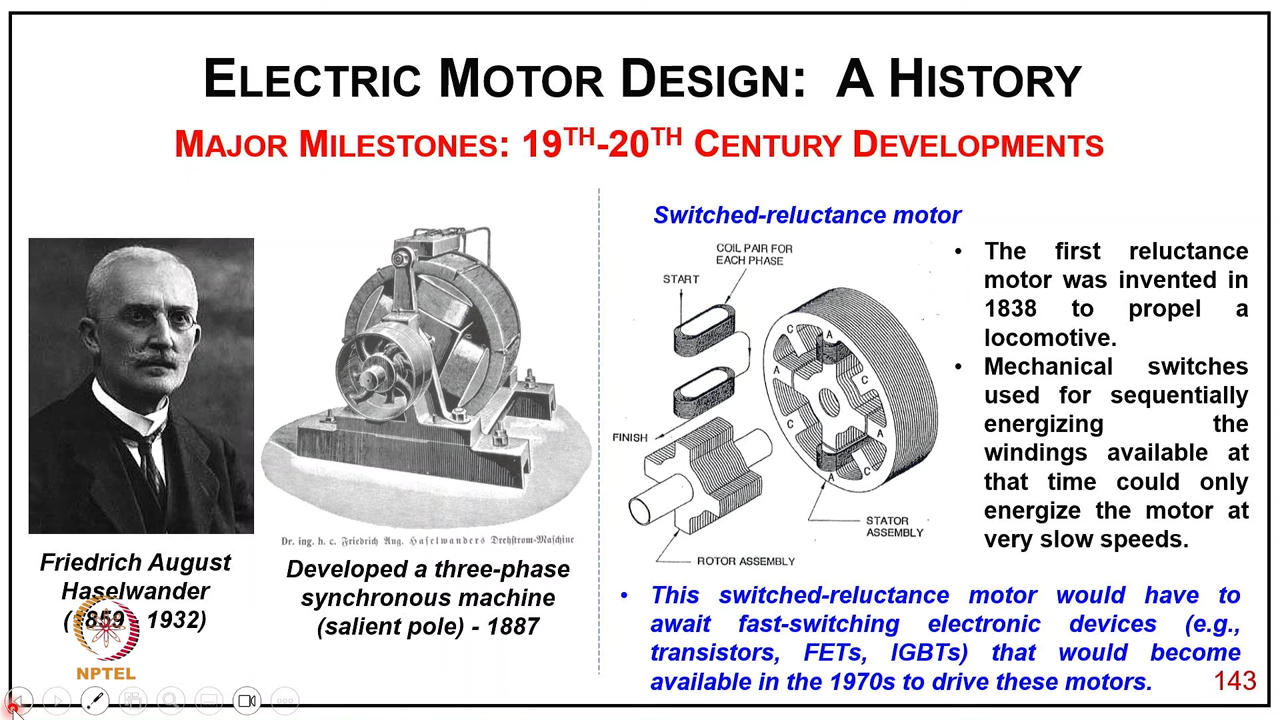 ELECTRIC MOTOR DESIGN: A HISTORY
MAJOR MILESTONES: 19TH-20TH CENTURY DEVELOPMENTS
Friedrich August
Haselwander
(1859 - 1932)
NPTEL
Dr. ing. h. c. Friedrich Aug. Haselwanders Drehstrom-Maschine
Developed a three-phase
synchronous machine
(salient pole) - 1887
Switched-reluctance motor
COIL PAIR FOR
EACH PHASE
START
FINISH
C
A
A
C
C
A
C
A
STATOR
ASSEMBLY
ROTOR ASSEMBLY
• The first reluctance
motor was invented in
1838 to propel a
locomotive.
• Mechanical switches
used for sequentially
energizing the
windings available at
that time could only
energize the motor at
very slow speeds.
• This switched-reluctance motor would have to
await fast-switching electronic devices (e.g.,
transistors, FETs, IGBTs) that would become
available in the 1970s to drive these motors.
143